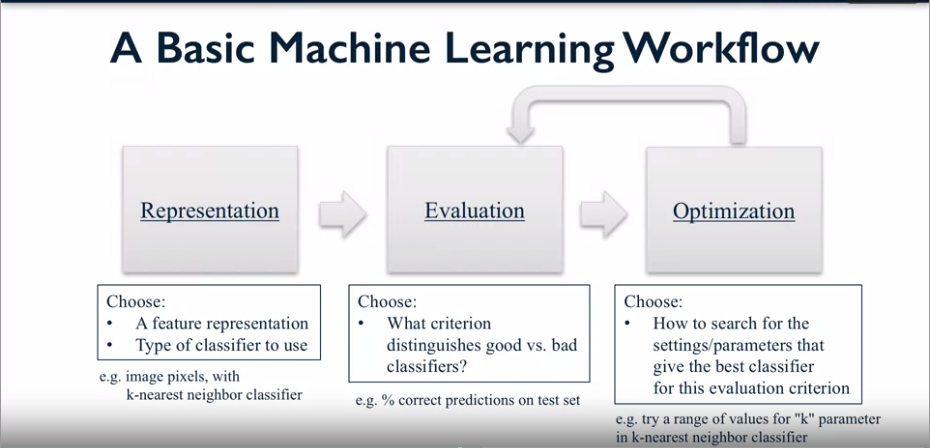 A Basic Machine Learning Workflow
Representation
Evaluation
Optimization
Choose:
• A feature representation
• Type of classifier to use
e.g. image pixels, with
k-nearest neighbor classifier
Choose:
• What criterion
distinguishes good vs. bad
classifiers?
e.g. % correct predictions on test set
Choose:
• How to search for the
settings/parameters that
give the best classifier
for this evaluation criterion
e.g. try a range of values for "k" parameter
in k-nearest neighbor classifier